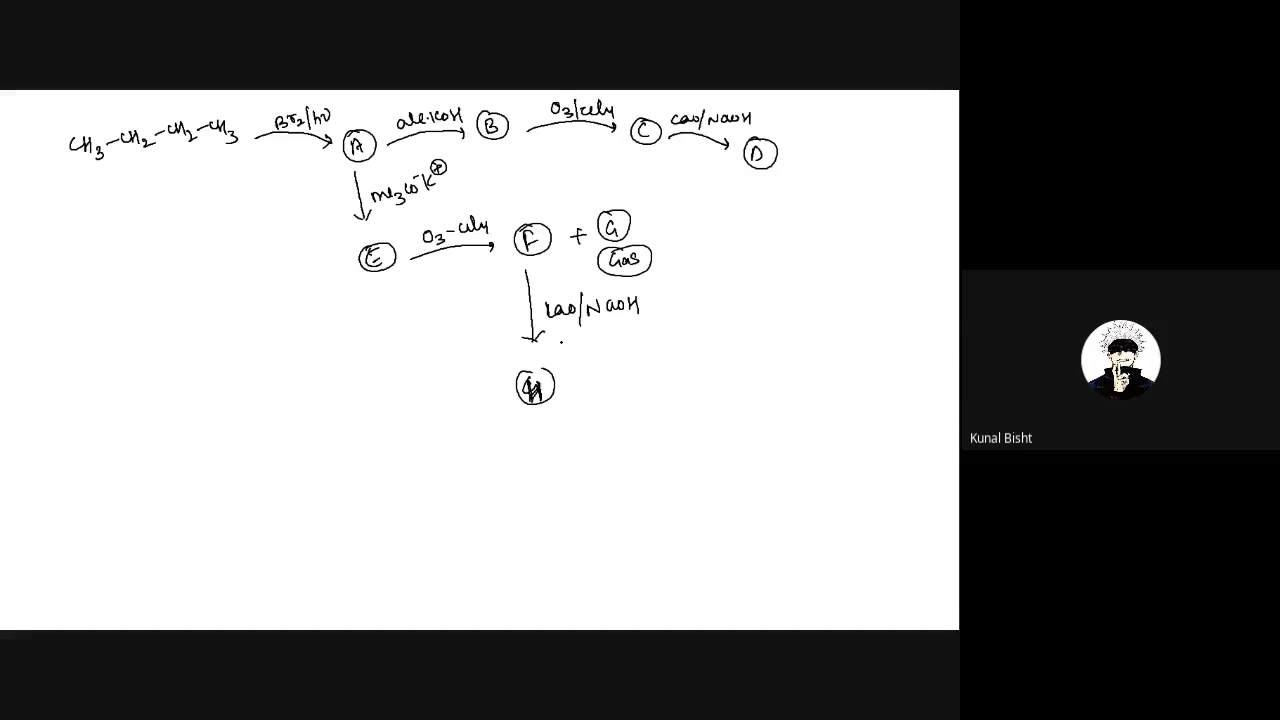 CH3-CH2-CH2-CH3 Br2/hν A alc.KOH B O3/CCl4 C CaO/NaOH D
Me3CO-K+
E O3-CCl4 F + G
Gas
CaO/NaOH
H
Kunal Bisht